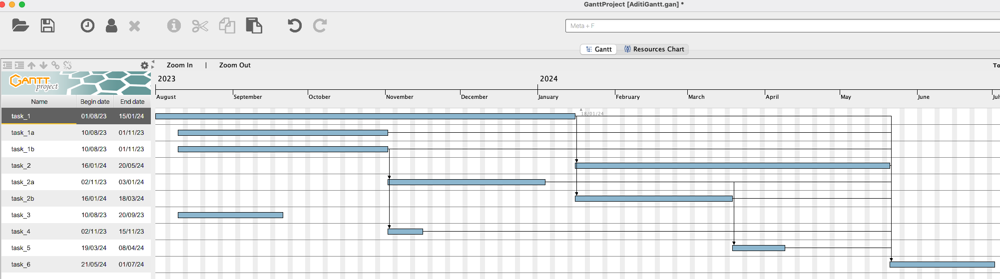 GanttProject [AditiGantt.gan] *
Meta + F
Gantt
Resources Chart
Zoom In | Zoom Out
To
GANTT
project
2023
2024
August
September
October
November
December
January
February
March
April
May
June
Jul
Name Begin date End date
18/01/24
task_1 01/08/23 15/01/24
task_1a 10/08/23 01/11/23
task_1b 10/08/23 01/11/23
task_2 16/01/24 20/05/24
task_2a 02/11/23 03/01/24
task_2b 16/01/24 18/03/24
task_3 10/08/23 20/09/23
task_4 02/11/23 15/11/23
task_5 19/03/24 08/04/24
task_6 21/05/24 01/07/24